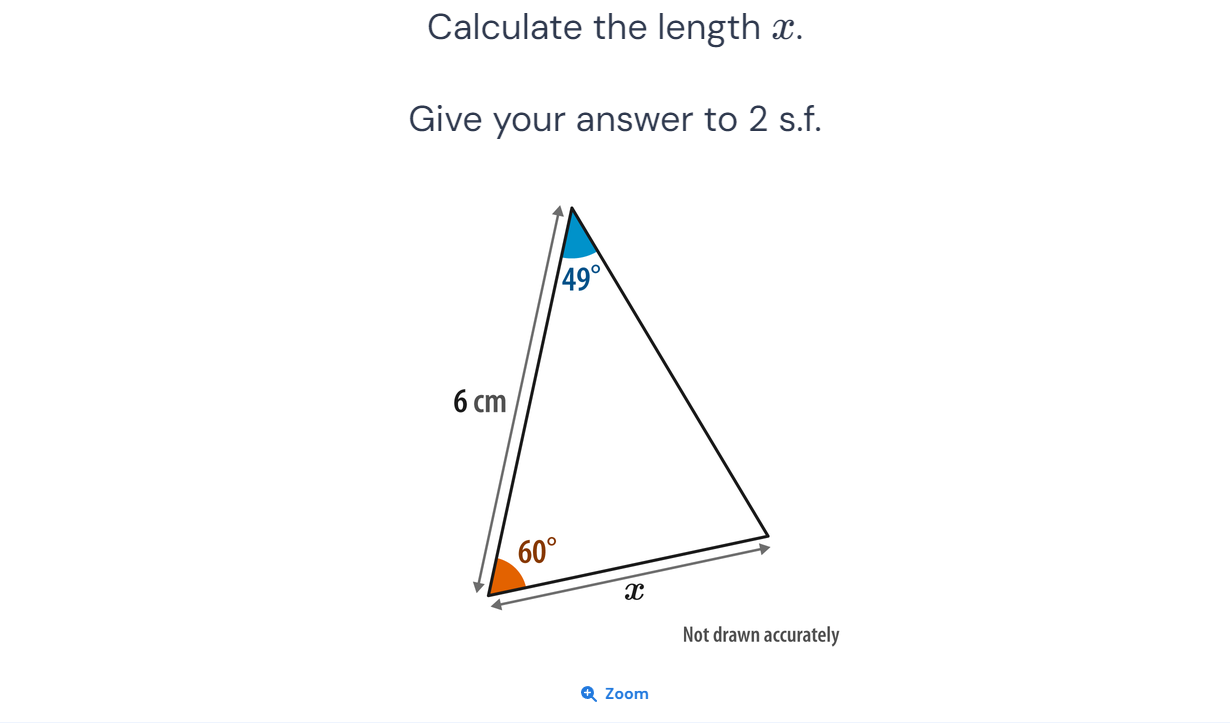 Calculate the length x.
Give your answer to 2 s.f.
49°
6 cm
60°
x
Not drawn accurately
Zoom